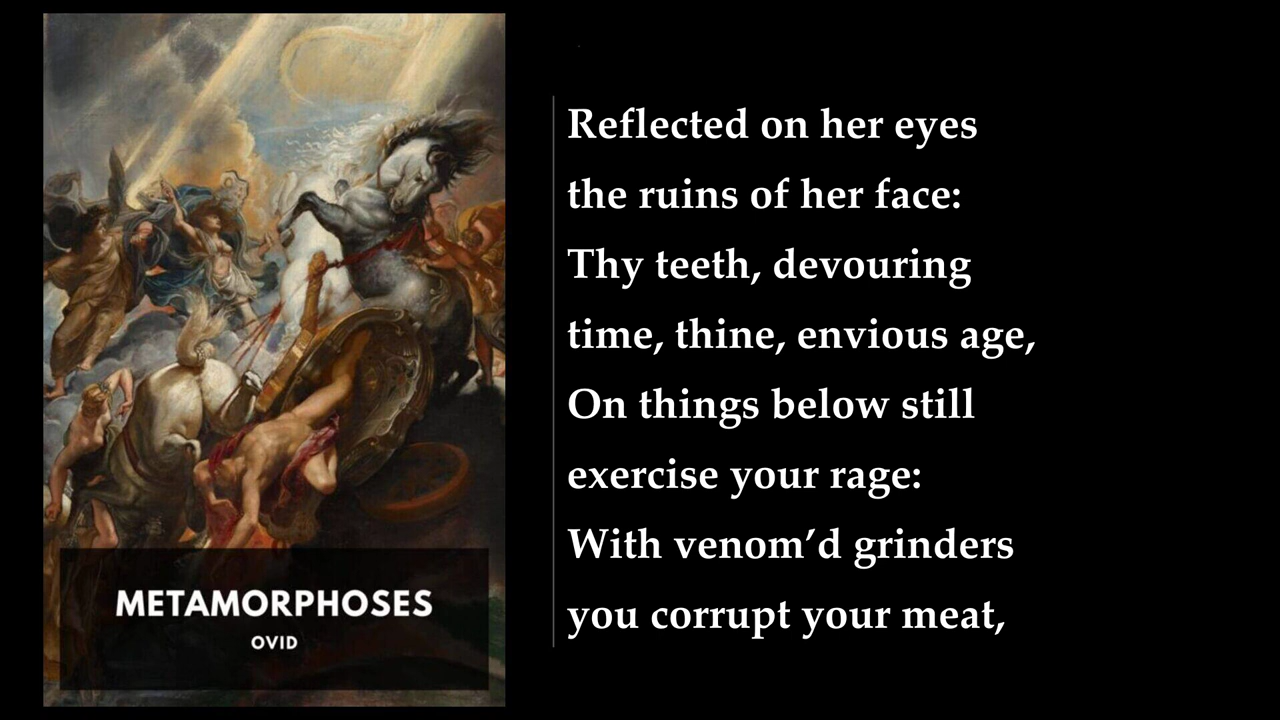 METAMORPHOSES
OVID
Reflected on her eyes
the ruins of her face:
Thy teeth, devouring
time, thine, envious age,
On things below still
exercise your rage:
With venom’d grinders
you corrupt your meat,